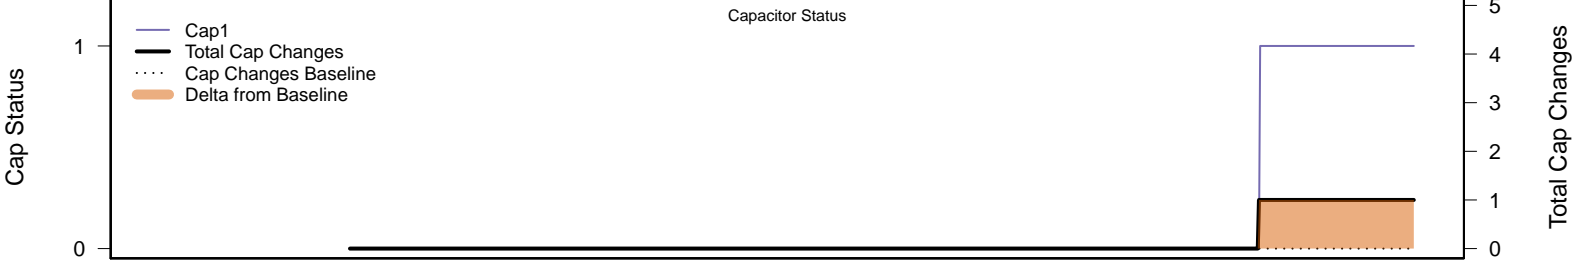 Capacitor Status
Cap1
Total Cap Changes
Cap Changes Baseline
Delta from Baseline
Cap Status
1
0
5
4
3
2
1
0
Total Cap Changes